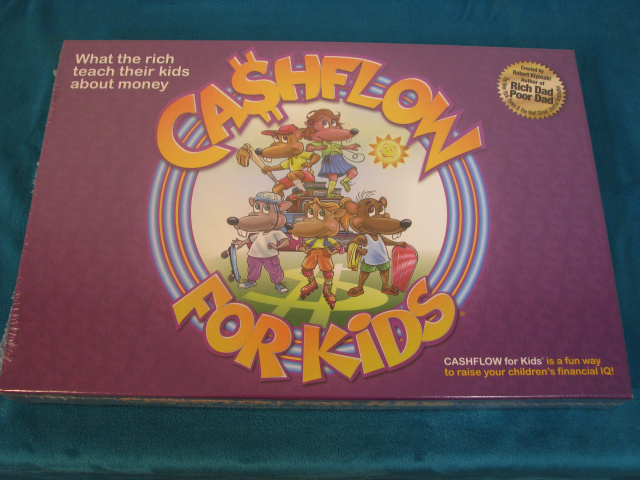 What the rich
teach their kids
about money
CA$HFLOW
FOR KiDS
Created by
Robert Kiyosaki
Author of
Rich Dad
Poor Dad
CASHFLOW for Kids® is a fun way
to raise your children's financial IQ!